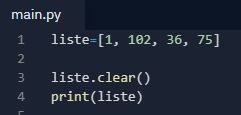 main.py
1 liste=[1, 102, 36, 75]
2
3 liste.clear()
4 print(liste)